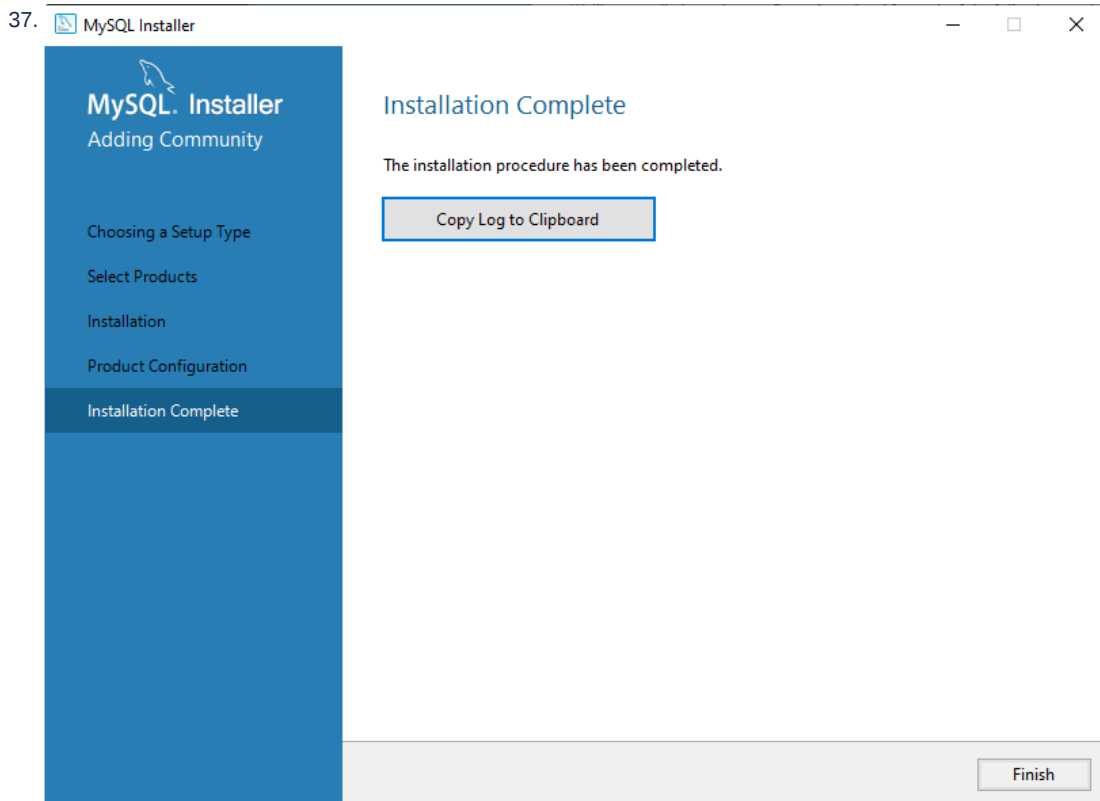 37.
MySQL Installer
MySQL. Installer
Adding Community
Choosing a Setup Type
Select Products
Installation
Product Configuration
Installation Complete
Installation Complete
The installation procedure has been completed.
Copy Log to Clipboard
Finish